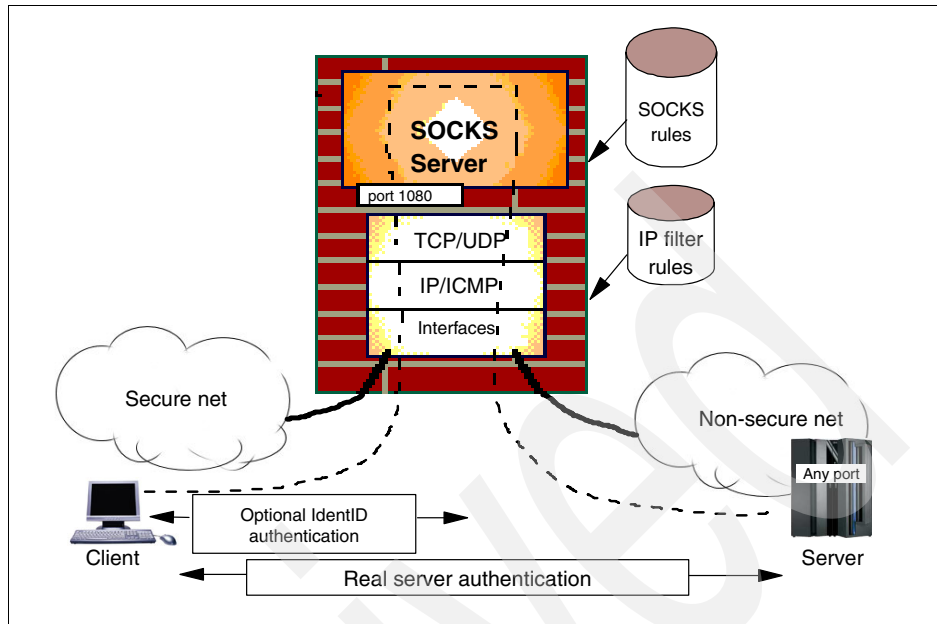 SOCKS
Server
port 1080
TCP/UDP
IP/ICMP
Interfaces
SOCKS
rules
IP filter
rules
Secure net
Non-secure net
Any port
Optional IdentID
authentication
Client
Server
Real server authentication